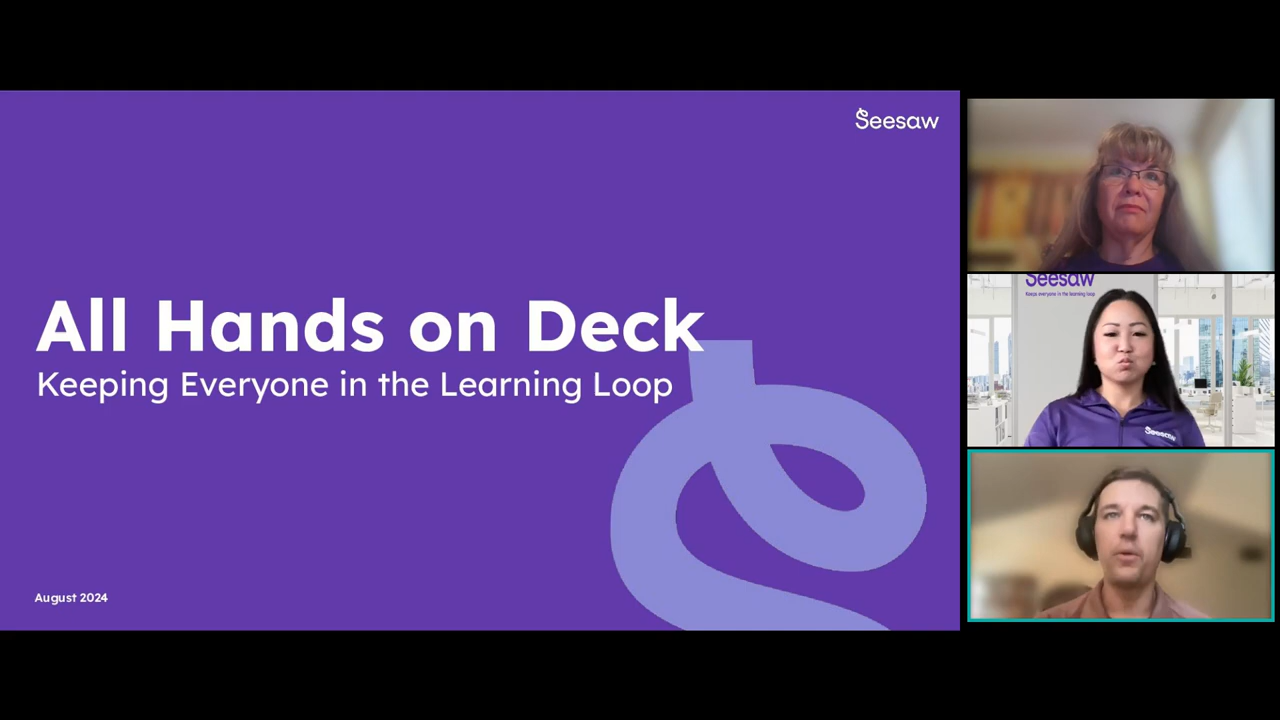 Seesaw
All Hands on Deck
Keeping Everyone in the Learning Loop
August 2024
Seesaw
Keeps everyone in the learning loop
Seesaw